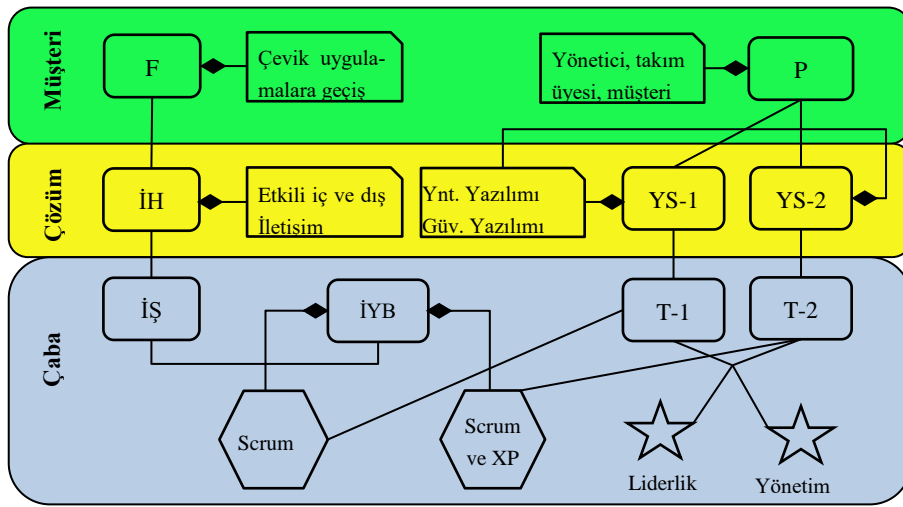 Müşteri
F
Çevik uygula-
malara geçiş
Yönetici, takım
üyesi, müşteri
P
Çözüm
İH
Etkili iç ve dış
İletişim
Ynt. Yazılımı
Güv. Yazılımı
YS-1
YS-2
Çaba
İŞ
İYB
T-1
T-2
Scrum
Scrum
ve XP
Liderlik
Yönetim